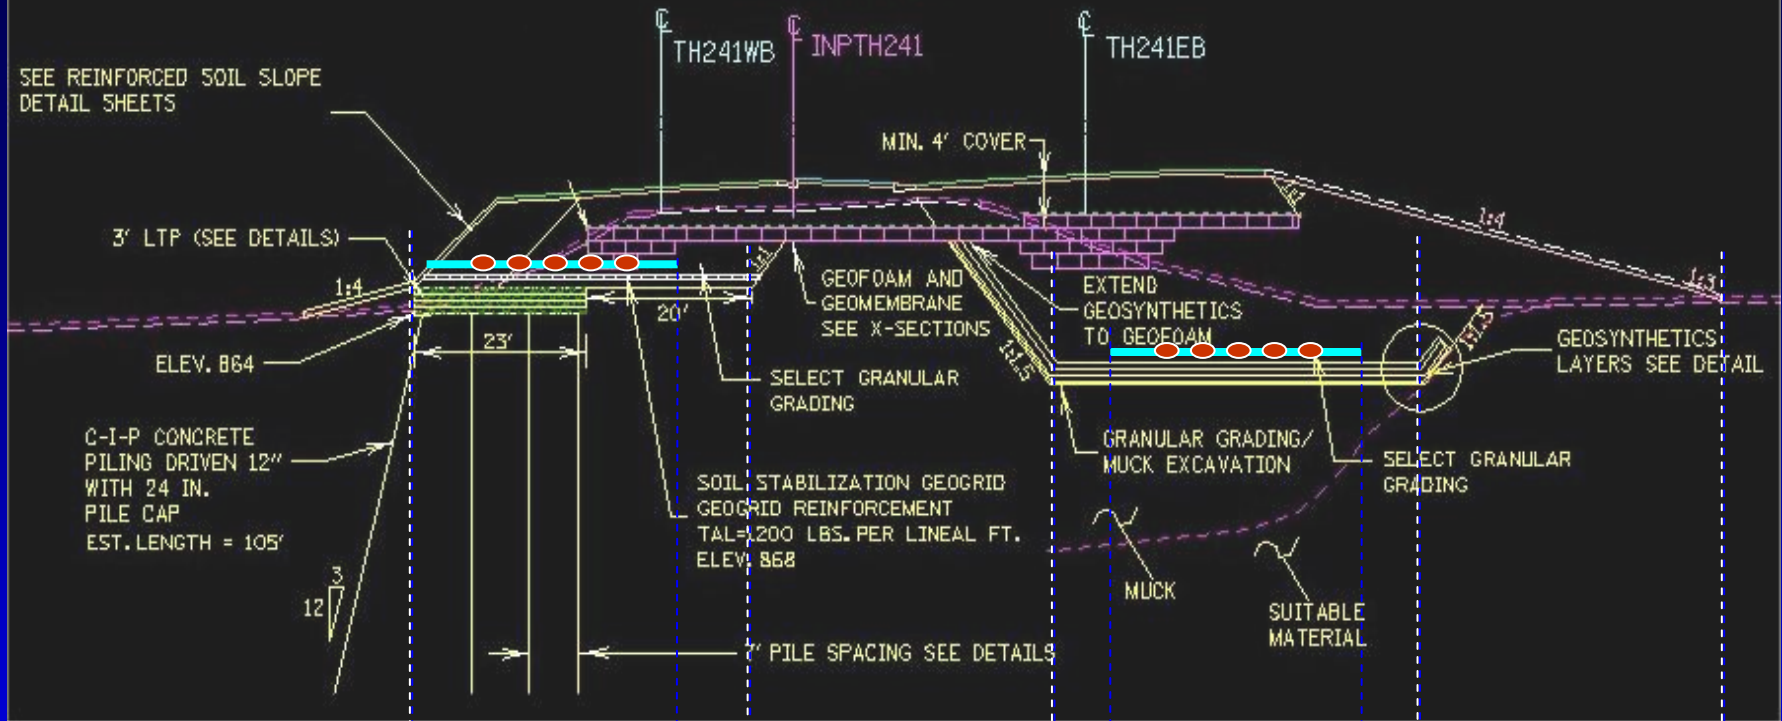 ℄
℄
℄
TH241WB
INPTH241
TH241EB
SEE REINFORCED SOIL SLOPE
DETAIL SHEETS
MIN. 4' COVER
3' LTP (SEE DETAILS)
1:4
1:4
1:3
1:1
GEOFOAM AND
GEOMEMBRANE
SEE X-SECTIONS
EXTEND
GEOSYNTHETICS
TO GEOFOAM
20'
23'
1:1.5
1:1.5
ELEV. 864
GEOSYNTHETICS
LAYERS SEE DETAIL
SELECT GRANULAR
GRADING
C-I-P CONCRETE
PILING DRIVEN 12"
WITH 24 IN.
PILE CAP
EST. LENGTH = 105'
GRANULAR GRADING/
MUCK EXCAVATION
SELECT GRANULAR
GRADING
SOIL STABILIZATION GEOGRID
GEOGRID REINFORCEMENT
TAL=1200 LBS. PER LINEAL FT.
ELEV. 868
3
12
MUCK
SUITABLE
MATERIAL
7' PILE SPACING SEE DETAILS